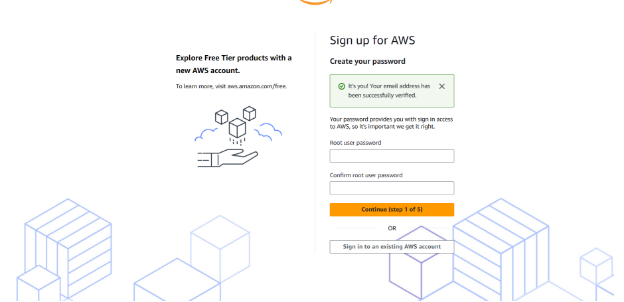 Sign up for AWS
Explore Free Tier products with a
new AWS account.
To learn more, visit aws.amazon.com/free.
Create your password
It's you! Your email address has
been successfully verified.
Your password provides you with sign in access
to AWS, so it's important we get it right.
Root user password
Confirm root user password
Continue (step 1 of 5)
OR
Sign in to an existing AWS account